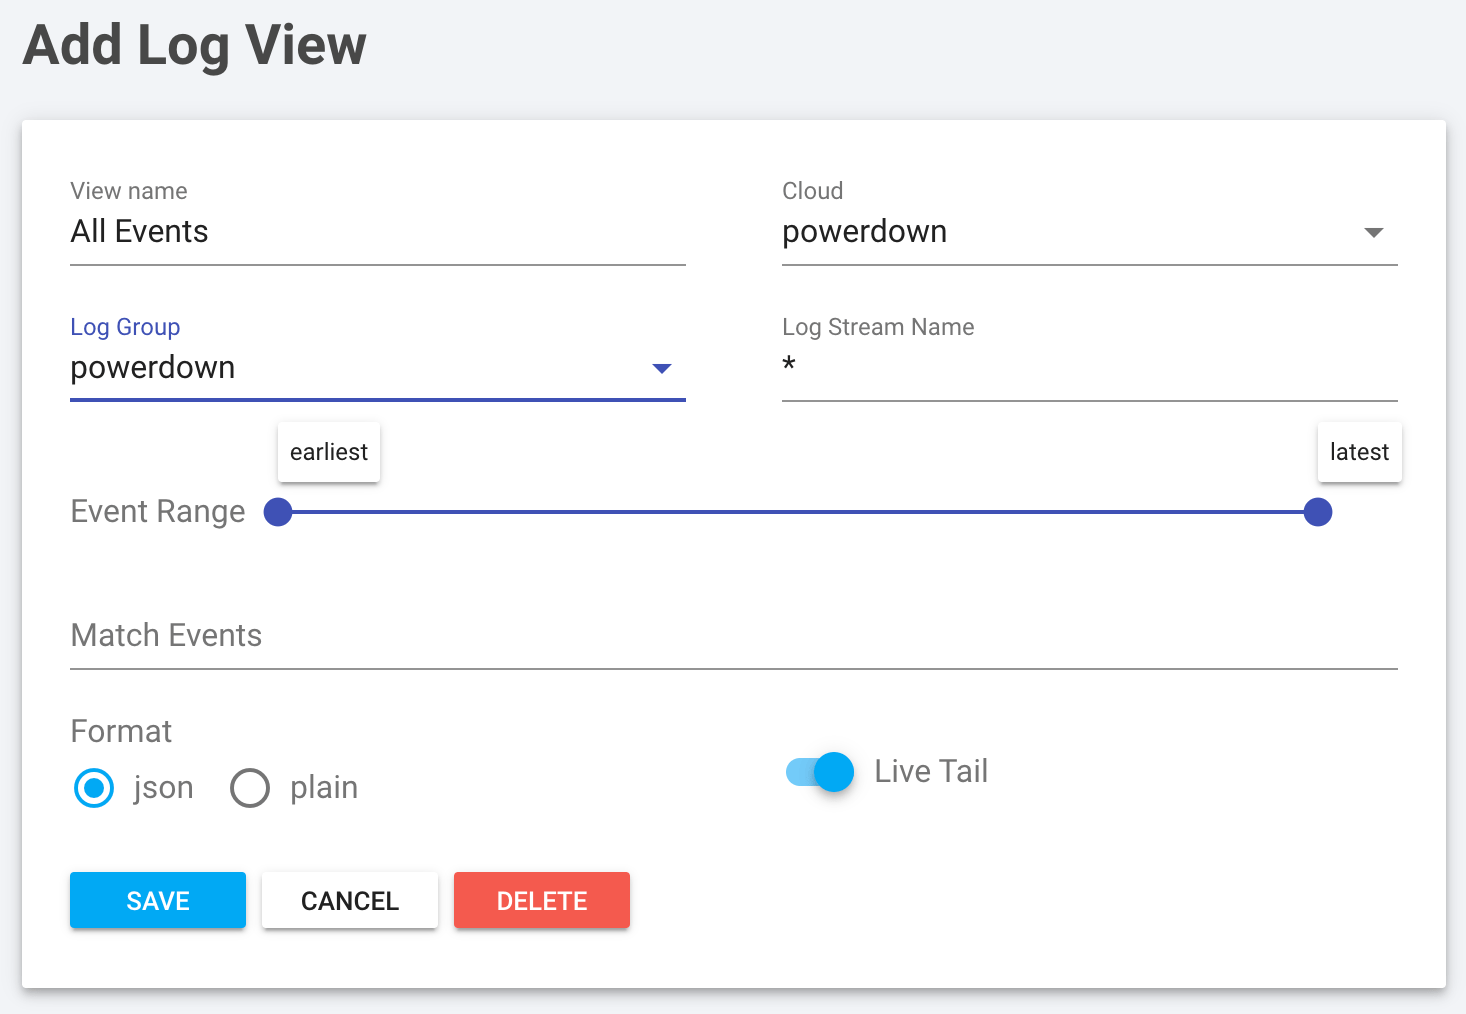 Add Log View
View name
Cloud
All Events
powerdown
Log Group
Log Stream Name
powerdown
*
earliest
latest
Event Range
Match Events
Format
json
plain
Live Tail
SAVE
CANCEL
DELETE